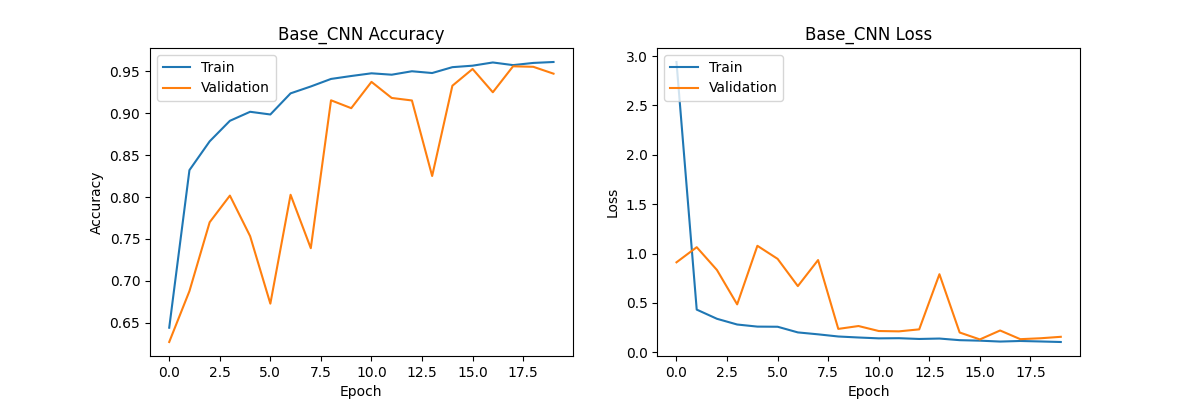 Base_CNN Accuracy
Train
Validation
0.95
0.90
0.85
0.80
0.75
0.70
0.65
Accuracy
0.0 2.5 5.0 7.5 10.0 12.5 15.0 17.5
Epoch
Base_CNN Loss
Train
Validation
3.0
2.5
2.0
1.5
1.0
0.5
0.0
Loss
0.0 2.5 5.0 7.5 10.0 12.5 15.0 17.5
Epoch